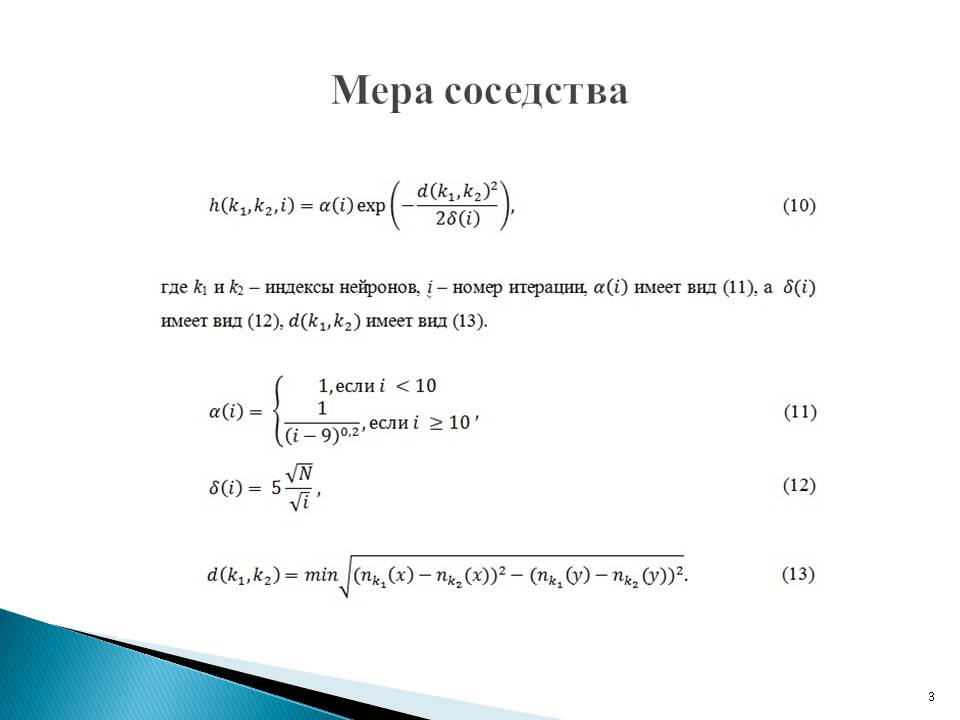 Мера соседства
h(k₁,k₂,i) = α(i) exp(−d(k₁,k₂)²/2δ(i)), (10)
где k₁ и k₂ – индексы нейронов, i – номер итерации, α(i) имеет вид (11), а δ(i)
имеет вид (12), d(k₁,k₂) имеет вид (13).
α(i) = { 1, если i < 10; 1/(i − 9)^0,2, если i ≥ 10 , (11)
δ(i) = 5 √N/√i , (12)
d(k₁,k₂) = min √((n_k₁(x) − n_k₂(x))² − (n_k₁(y) − n_k₂(y))²). (13)
3